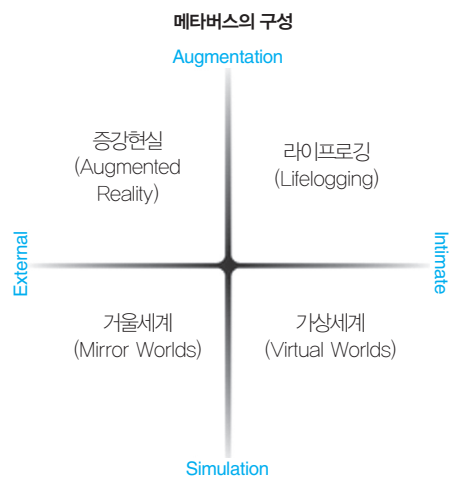 메타버스의 구성
Augmentation
증강현실
(Augmented
Reality)
라이프로깅
(Lifelogging)
External
Intimate
거울세계
(Mirror Worlds)
가상세계
(Virtual Worlds)
Simulation